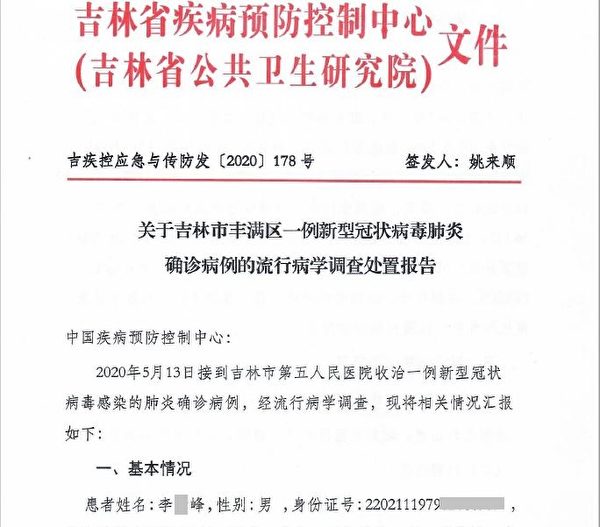 吉林省疾病预防控制中心
(吉林省公共卫生研究院)
文件
吉疾控应急与传防发〔2020〕178号 签发人：姚来顺
关于吉林市丰满区一例新型冠状病毒肺炎
确诊病例的流行病学调查处置报告
中国疾病预防控制中心：
2020年5月13日接到吉林市第五人民医院收治一例新型冠状
病毒感染的肺炎确诊病例，经流行病学调查，现将相关情况汇报
如下：
一、基本情况
患者姓名：李 峰，性别：男 ，身份证号：2202111979 ，